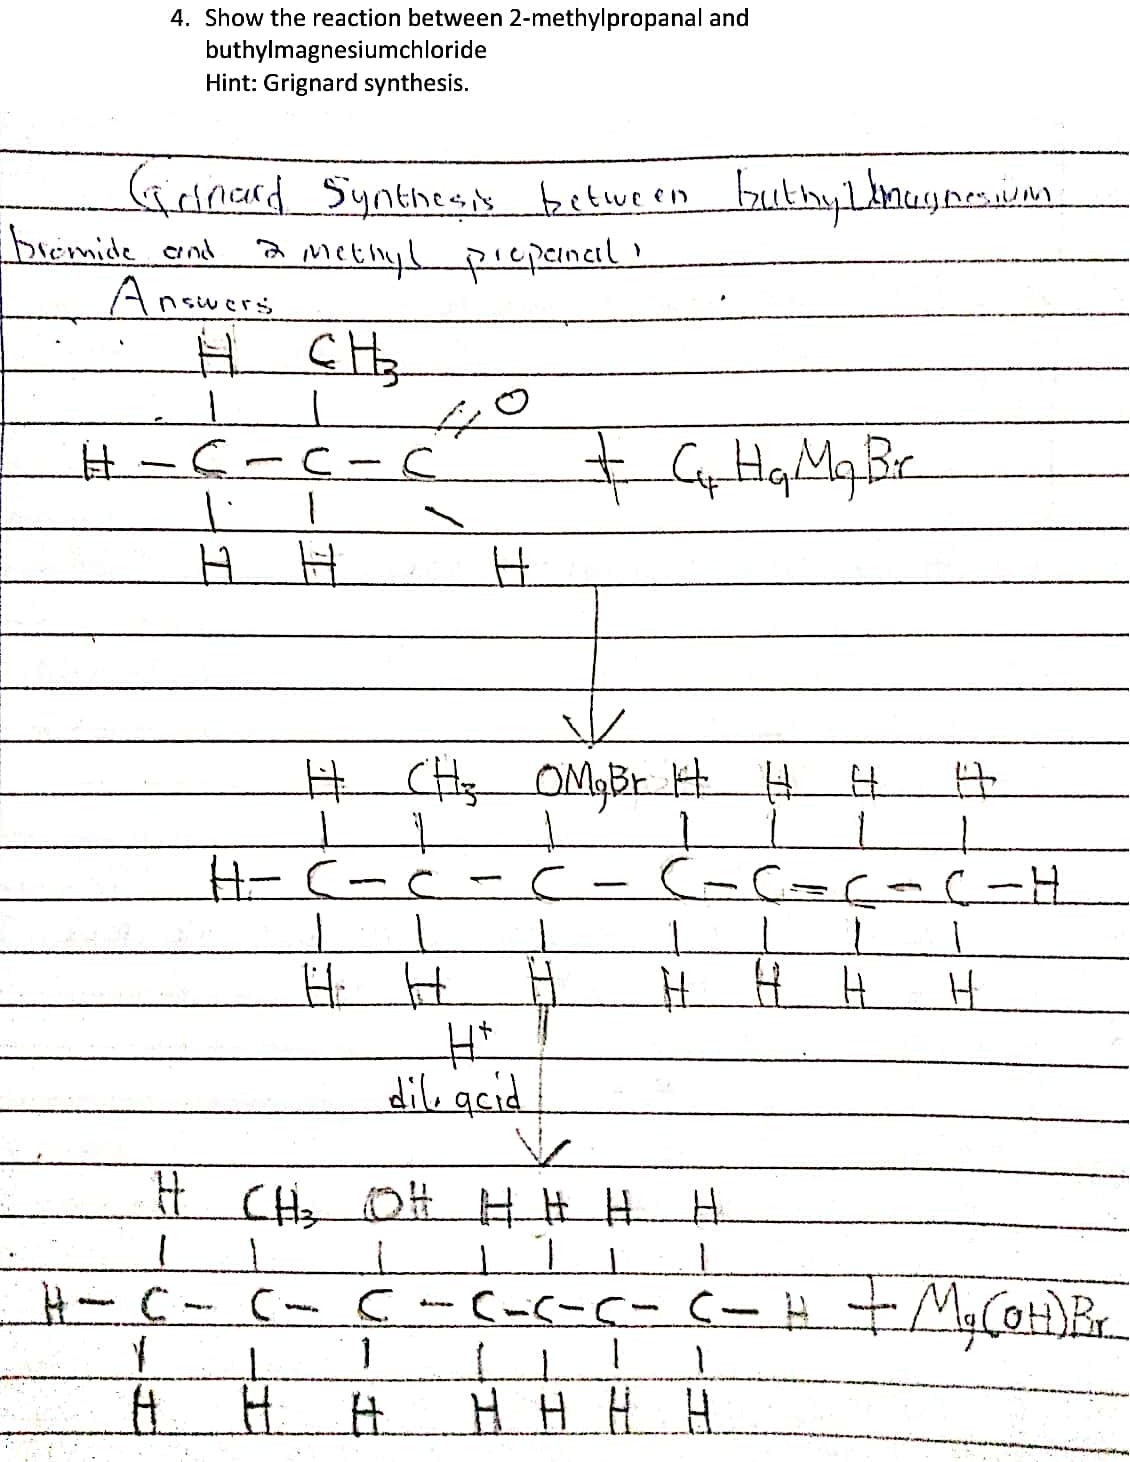 4. Show the reaction between 2-methylpropanal and
buthylmagnesiumchloride
Hint: Grignard synthesis.
Grinard Synthesis between buthyl magnesium
bromide and 2 methyl propanal,
Answers
H CH₃
| | // O
H - C - C - C + C₄H₉MgBr
| | \
H H H
H CH₃ OMgBr H H H H
| | | | | | |
H - C - C - C - C - C = C - C - H
| | | | | | |
H H H H H H H
H⁺
dil. acid
H CH₃ OH H H H H
| | | | | | |
H - C - C - C - C - C - C - C - H + Mg(OH)Br
| | | | | | |
H H H H H H H